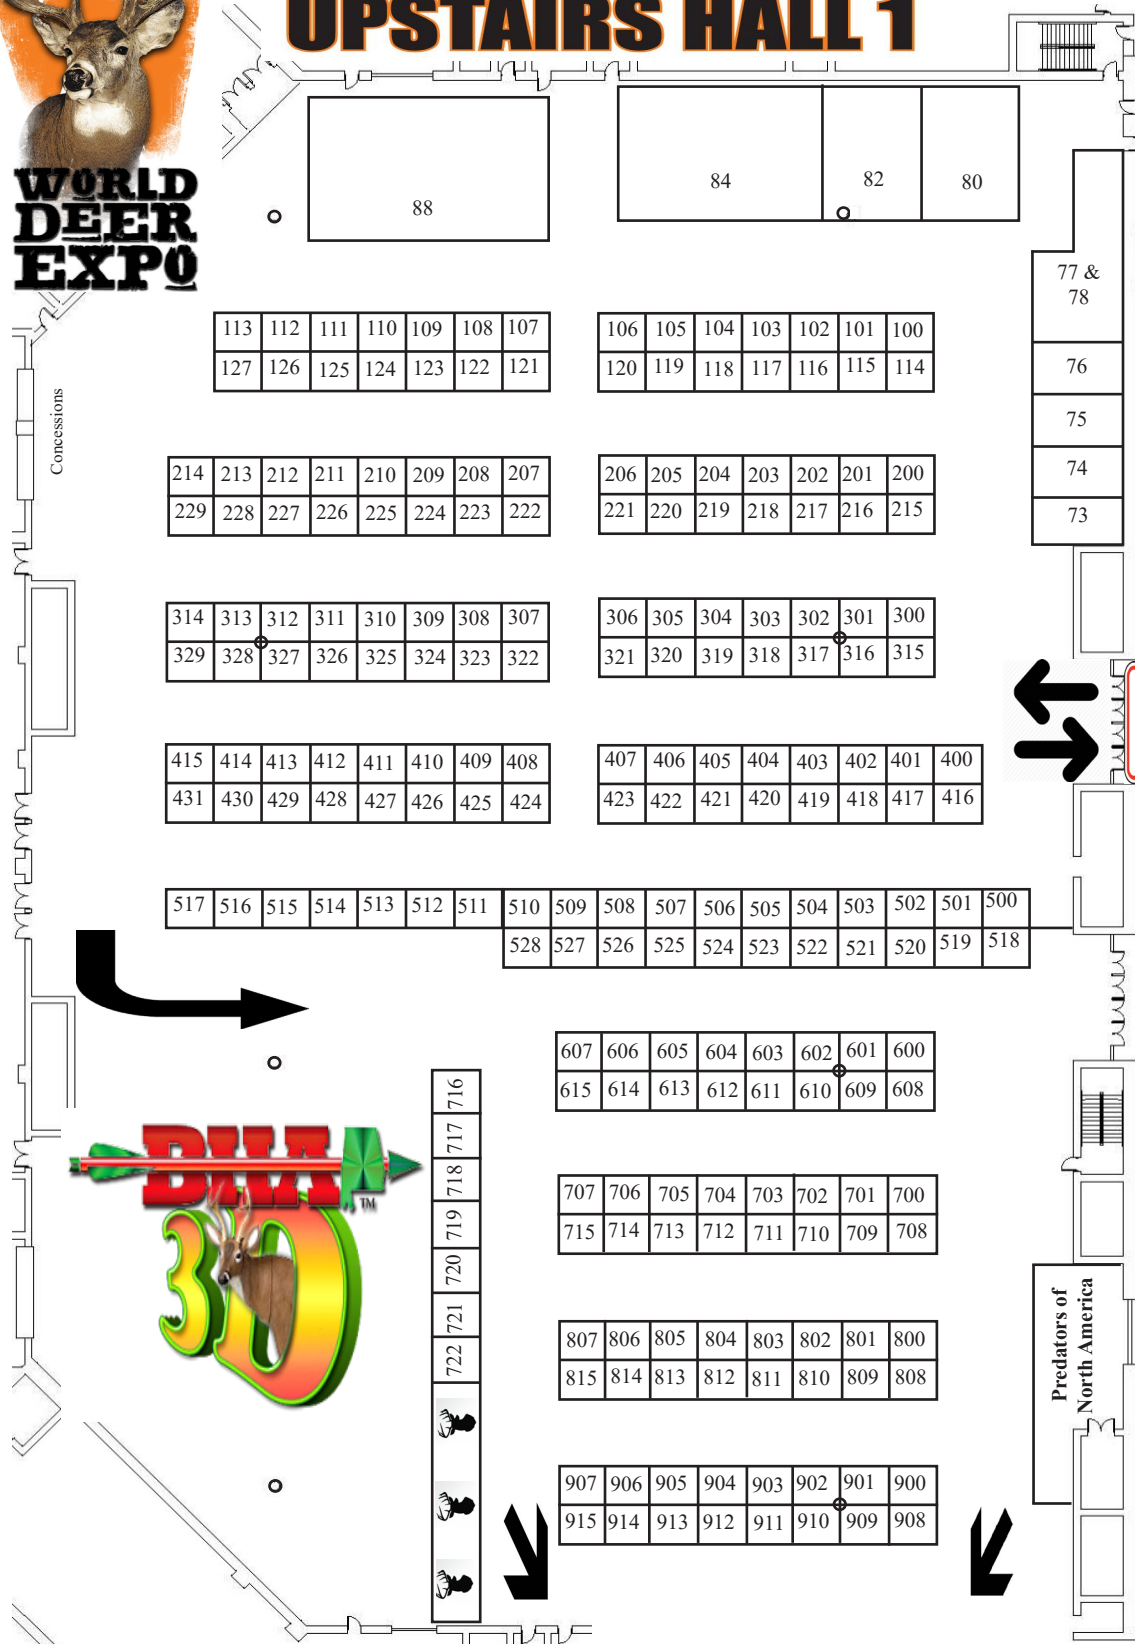 UPSTAIRS HALL 1
WORLD
DEER
EXPO
88
84
82
80
77 &
78
76
75
74
73
Concessions
113 112 111 110 109 108 107
127 126 125 124 123 122 121
106 105 104 103 102 101 100
120 119 118 117 116 115 114
214 213 212 211 210 209 208 207
229 228 227 226 225 224 223 222
206 205 204 203 202 201 200
221 220 219 218 217 216 215
314 313 312 311 310 309 308 307
329 328 327 326 325 324 323 322
306 305 304 303 302 301 300
321 320 319 318 317 316 315
415 414 413 412 411 410 409 408
431 430 429 428 427 426 425 424
407 406 405 404 403 402 401 400
423 422 421 420 419 418 417 416
517 516 515 514 513 512 511 510 509 508 507 506 505 504 503 502 501 500
528 527 526 525 524 523 522 521 520 519 518
607 606 605 604 603 602 601 600
615 614 613 612 611 610 609 608
716
717
718
719
720
721
722
BHA
TM
3D
707 706 705 704 703 702 701 700
715 714 713 712 711 710 709 708
807 806 805 804 803 802 801 800
815 814 813 812 811 810 809 808
Predators of
North America
907 906 905 904 903 902 901 900
915 914 913 912 911 910 909 908